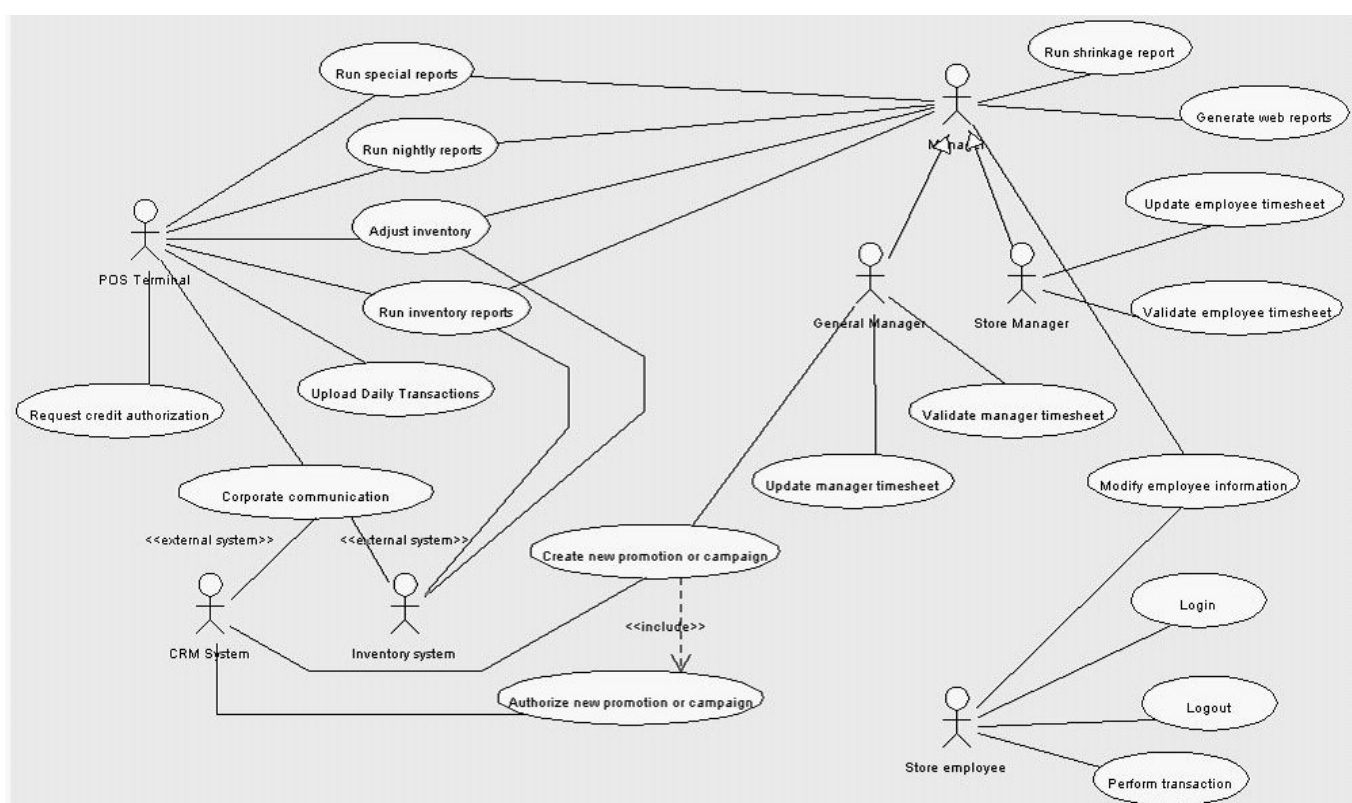 Run shrinkage report
Run special reports
Generate web reports
Manager
Run nightly reports
Update employee timesheet
Adjust inventory
POS Terminal
Run inventory reports
General Manager
Store Manager
Validate employee timesheet
Upload Daily Transactions
Request credit authorization
Validate manager timesheet
Update manager timesheet
Modify employee information
Corporate communication
<<external system>>
<<external system>>
Create new promotion or campaign
Login
<<include>>
CRM System
Inventory system
Authorize new promotion or campaign
Logout
Store employee
Perform transaction